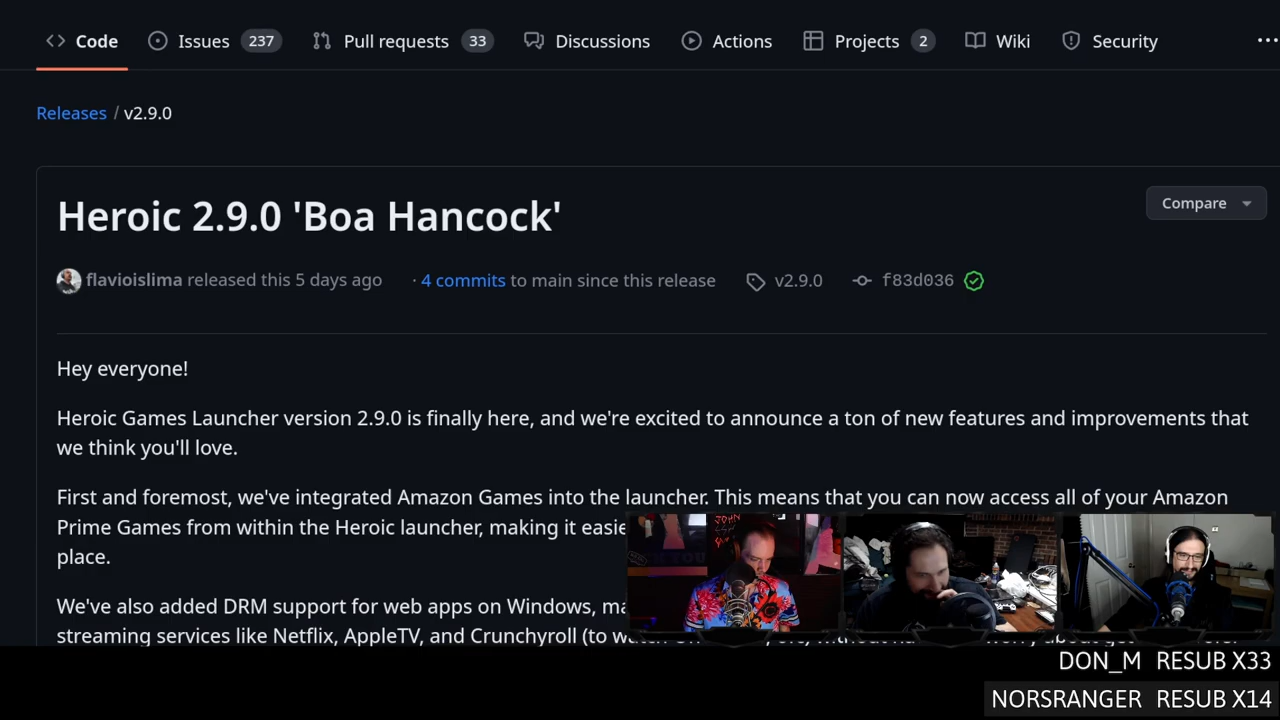 Code Issues 237 Pull requests 33 Discussions Actions Projects 2 Wiki Security ...
Releases / v2.9.0
Heroic 2.9.0 'Boa Hancock'
Compare
flavioislima released this 5 days ago · 4 commits to main since this release v2.9.0 f83d036
Hey everyone!
Heroic Games Launcher version 2.9.0 is finally here, and we're excited to announce a ton of new features and improvements that
we think you'll love.
First and foremost, we've integrated Amazon Games into the launcher. This means that you can now access all of your Amazon
Prime Games from within the Heroic launcher, making it easie
place.
We've also added DRM support for web apps on Windows, ma
streaming services like Netflix, AppleTV, and Crunchyroll (to
JOHN
DON_M RESUB X33
NORSRANGER RESUB X14